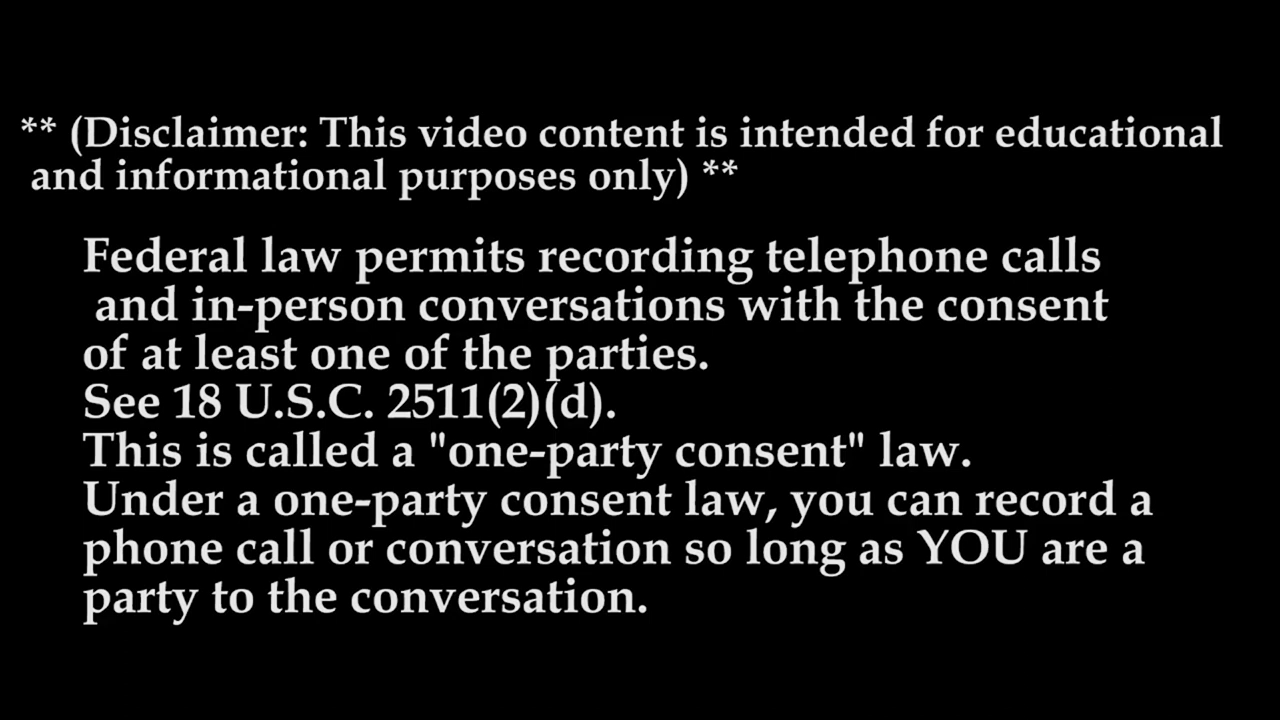 ** (Disclaimer: This video content is intended for educational
and informational purposes only) **
Federal law permits recording telephone calls
and in-person conversations with the consent
of at least one of the parties.
See 18 U.S.C. 2511(2)(d).
This is called a "one-party consent" law.
Under a one-party consent law, you can record a
phone call or conversation so long as YOU are a
party to the conversation.